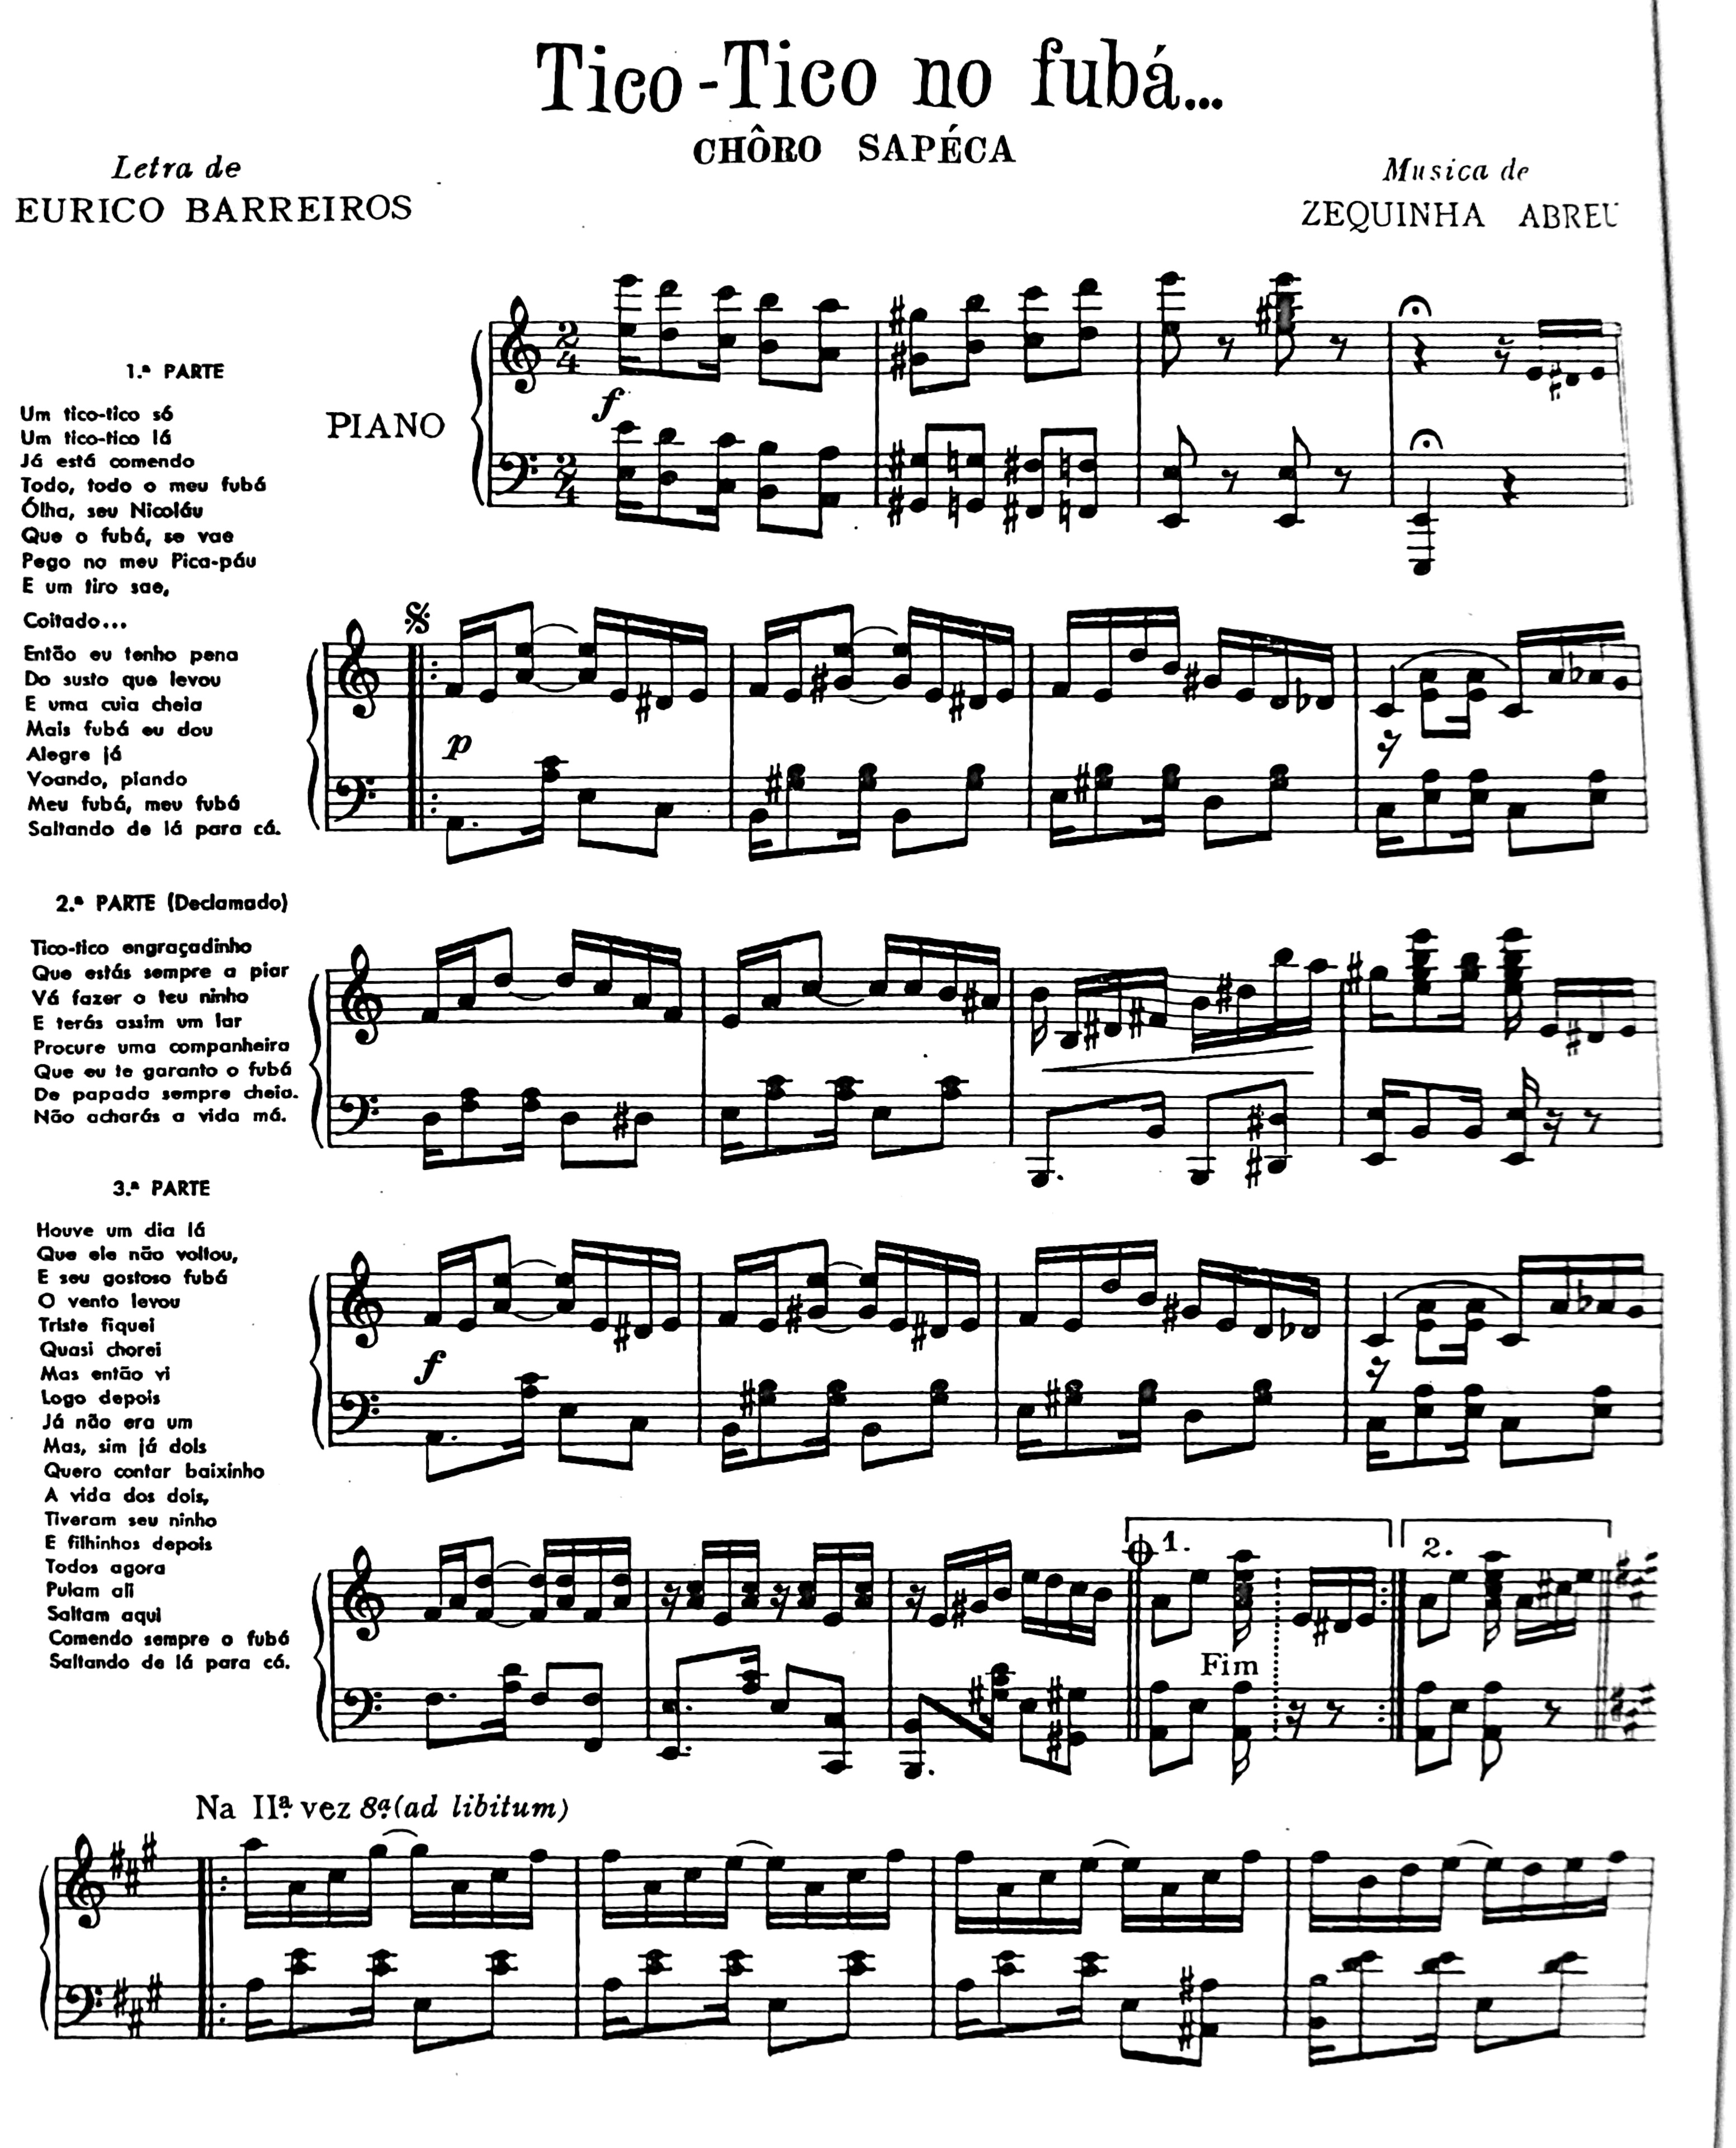 Tico-Tico no fubá...
CHÔRO SAPÉCA
Letra de
EURICO BARREIROS
Musica de
ZEQUINHA ABREU
PIANO
f
1.ª PARTE
Um tico-tico só
Um tico-tico lá
Já está comendo
Todo, todo o meu fubá
Ólha, seu Nicoláu
Que o fubá, se vae
Pego no meu Pica-páu
E um tiro sae,
Coitado...
Então eu tenho pena
Do susto que levou
E uma cuia cheia
Mais fubá eu dou
Alegre já
Voando, piando
Meu fubá, meu fubá
Saltando de lá para cá.
p
2.ª PARTE (Declamado)
Tico-tico engraçadinho
Que estás sempre a piar
Vá fazer o teu ninho
E terás assim um lar
Procure uma companheira
Que eu te garanto o fubá
De papada sempre cheia.
Não acharás a vida má.
3.ª PARTE
Houve um dia lá
Que ele não voltou,
E seu gostoso fubá
O vento levou
Triste fiquei
Quasi chorei
Mas então vi
Logo depois
Já não era um
Mas, sim já dois
Quero contar baixinho
A vida dos dois,
Tiveram seu ninho
E filhinhos depois
Todos agora
Pulam ali
Saltam aqui
Comendo sempre o fubá
Saltando de lá para cá.
f
1.
2.
Fim
Na IIª vez 8ª (ad libitum)